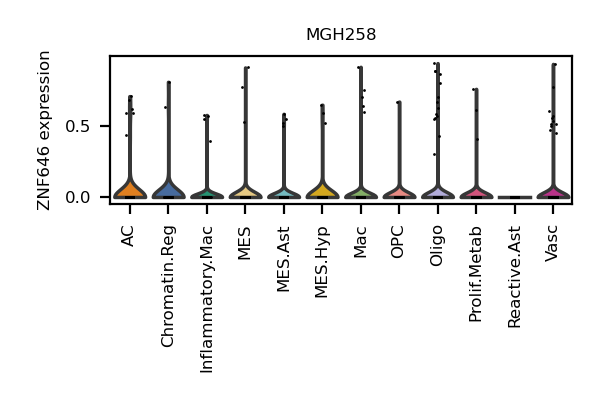 MGH258
ZNF646 expression
0.5
0.0
AC
Chromatin.Reg
Inflammatory.Mac
MES
MES.Ast
MES.Hyp
Mac
OPC
Oligo
Prolif.Metab
Reactive.Ast
Vasc